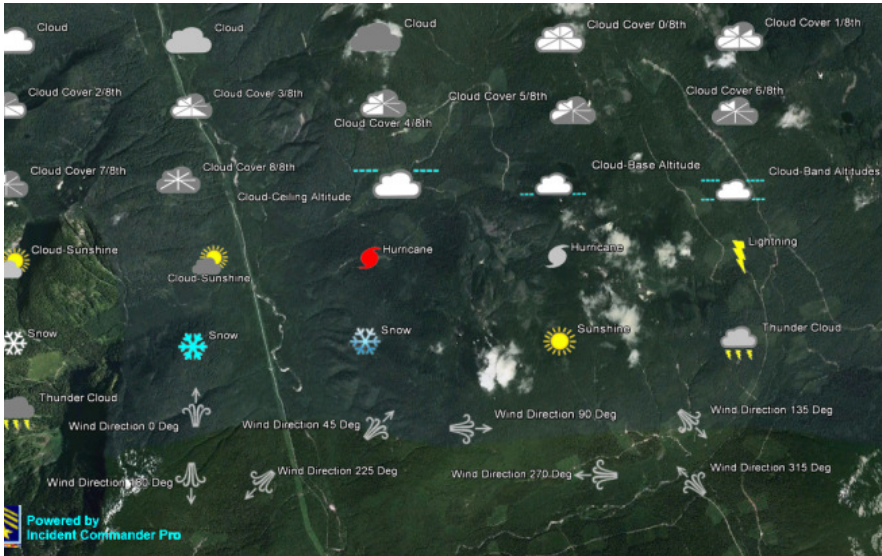 Cloud
Cloud
Cloud
Cloud Cover 0/8th
Cloud Cover 1/8th
Cloud Cover 2/8th
Cloud Cover 3/8th
Cloud Cover 4/8th
Cloud Cover 5/8th
Cloud Cover 6/8th
Cloud Cover 7/8th
Cloud Cover 8/8th
Cloud-Ceiling Altitude
Cloud-Base Altitude
Cloud-Band Altitudes
Cloud-Sunshine
Cloud-Sunshine
Hurricane
Hurricane
Lightning
Snow
Snow
Snow
Sunshine
Thunder Cloud
Thunder Cloud
Wind Direction 0 Deg
Wind Direction 45 Deg
Wind Direction 90 Deg
Wind Direction 135 Deg
Wind Direction 180 Deg
Wind Direction 225 Deg
Wind Direction 270 Deg
Wind Direction 315 Deg
Powered by
Incident Commander Pro